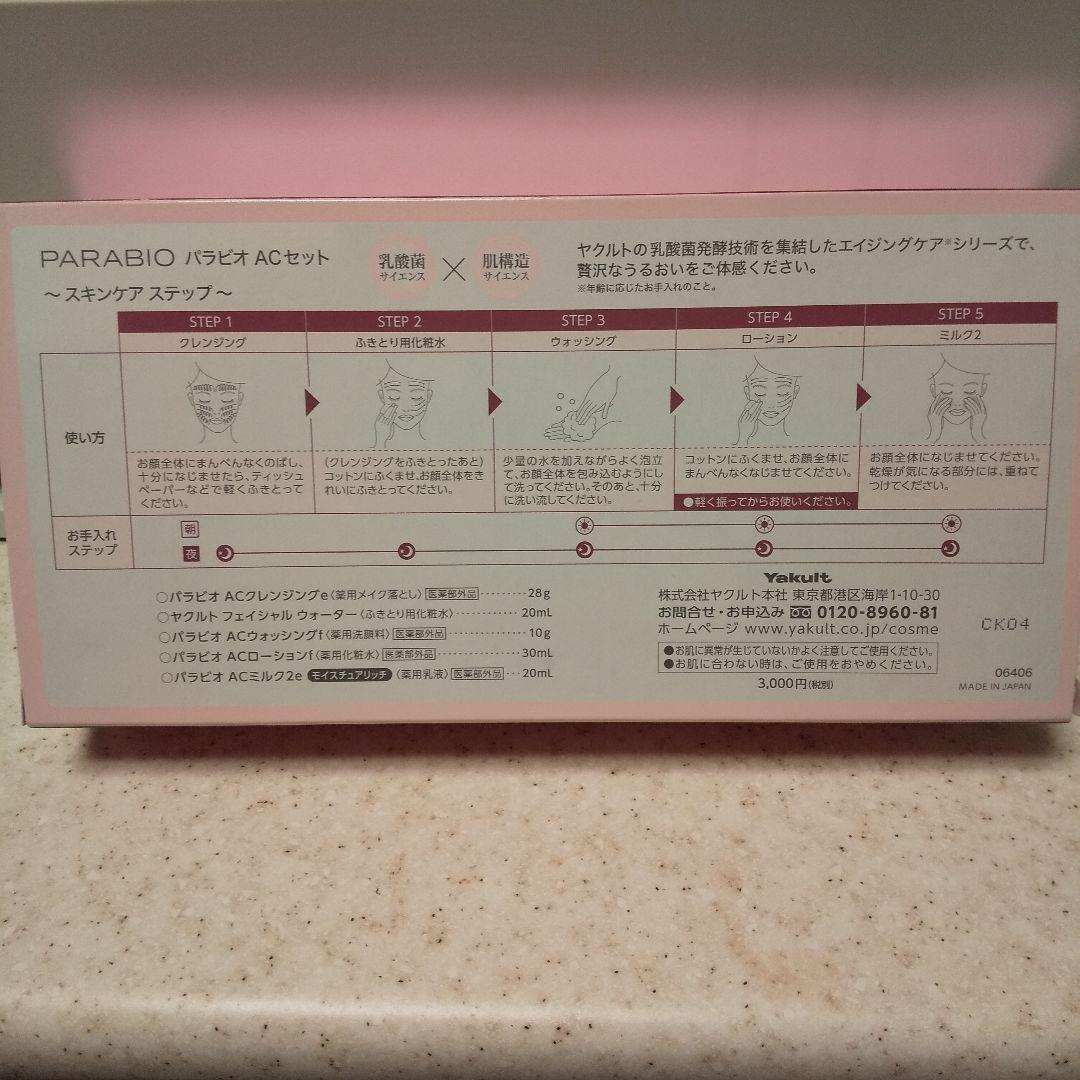 PARABIO パラビオ ACセット
～スキンケア ステップ～
乳酸菌
サイエンス
×
肌構造
サイエンス
ヤクルトの乳酸菌発酵技術を集結したエイジングケア※シリーズで、
贅沢なうるおいをご体感ください。
※年齢に応じたお手入れのこと。
STEP 1
クレンジング
STEP 2
ふきとり用化粧水
STEP 3
ウォッシング
STEP 4
ローション
STEP 5
ミルク2
使い方
お顔全体にまんべんなくのばし、
十分になじませたら、ティッシュ
ペーパーなどで軽くふきとって
ください。
(クレンジングをふきとったあと)
コットンにふくませ、お顔全体をき
れいにふきとってください。
少量の水を加えながらよく泡立
て、お顔全体を包み込むようにし
て洗ってください。そのあと、十分
に洗い流してください。
コットンにふくませ、お顔全体に
まんべんなくなじませてください。
●軽く振ってからお使いください。
お顔全体になじませてください。
乾燥が気になる部分には、重ねて
つけてください。
お手入れ
ステップ
朝
夜
○パラビオ ACクレンジングe〈薬用メイク落とし〉医薬部外品 28g
○ヤクルト フェイシャル ウォーター〈ふきとり用化粧水〉 20mL
○パラビオ ACウォッシングf〈薬用洗顔料〉医薬部外品 10g
○パラビオ ACローションf〈薬用化粧水〉医薬部外品 30mL
○パラビオ ACミルク2e モイスチュアリッチ〈薬用乳液〉医薬部外品 20mL
Yakult
株式会社ヤクルト本社 東京都港区海岸1-10-30
お問合せ・お申込み 0120-8960-81
ホームページ www.yakult.co.jp/cosme
●お肌に異常が生じていないかよく注意してご使用ください。
●お肌に合わない時は、ご使用をおやめください。
3,000円(税別)
CK04
06406
MADE IN JAPAN